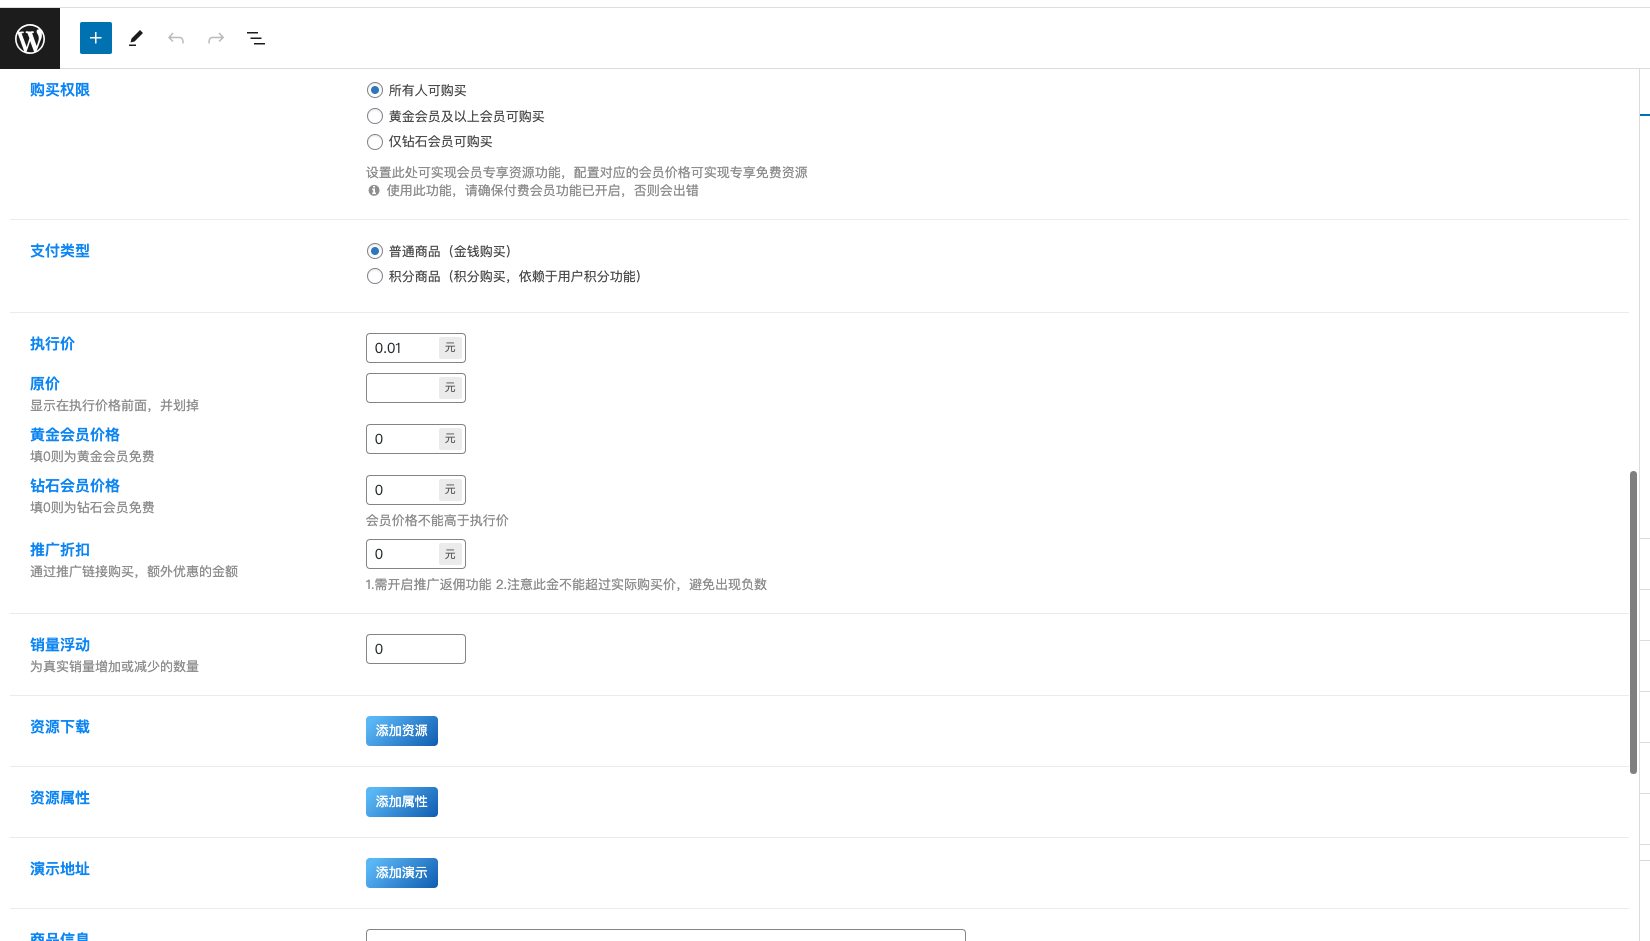 购买权限
所有人可购买
黄金会员及以上会员可购买
仅钻石会员可购买
设置此处可实现会员专享资源功能，配置对应的会员价格可实现专享免费资源
使用此功能，请确保付费会员功能已开启，否则会出错
支付类型
普通商品（金钱购买）
积分商品（积分购买，依赖于用户积分功能）
执行价
0.01 元
原价
元
显示在执行价格前面，并划掉
黄金会员价格
0 元
填0则为黄金会员免费
钻石会员价格
0 元
填0则为钻石会员免费
会员价格不能高于执行价
推广折扣
0 元
通过推广链接购买，额外优惠的金额
1.需开启推广返佣功能 2.注意此金不能超过实际购买价，避免出现负数
销量浮动
0
为真实销量增加或减少的数量
资源下载
添加资源
资源属性
添加属性
演示地址
添加演示
商品信息